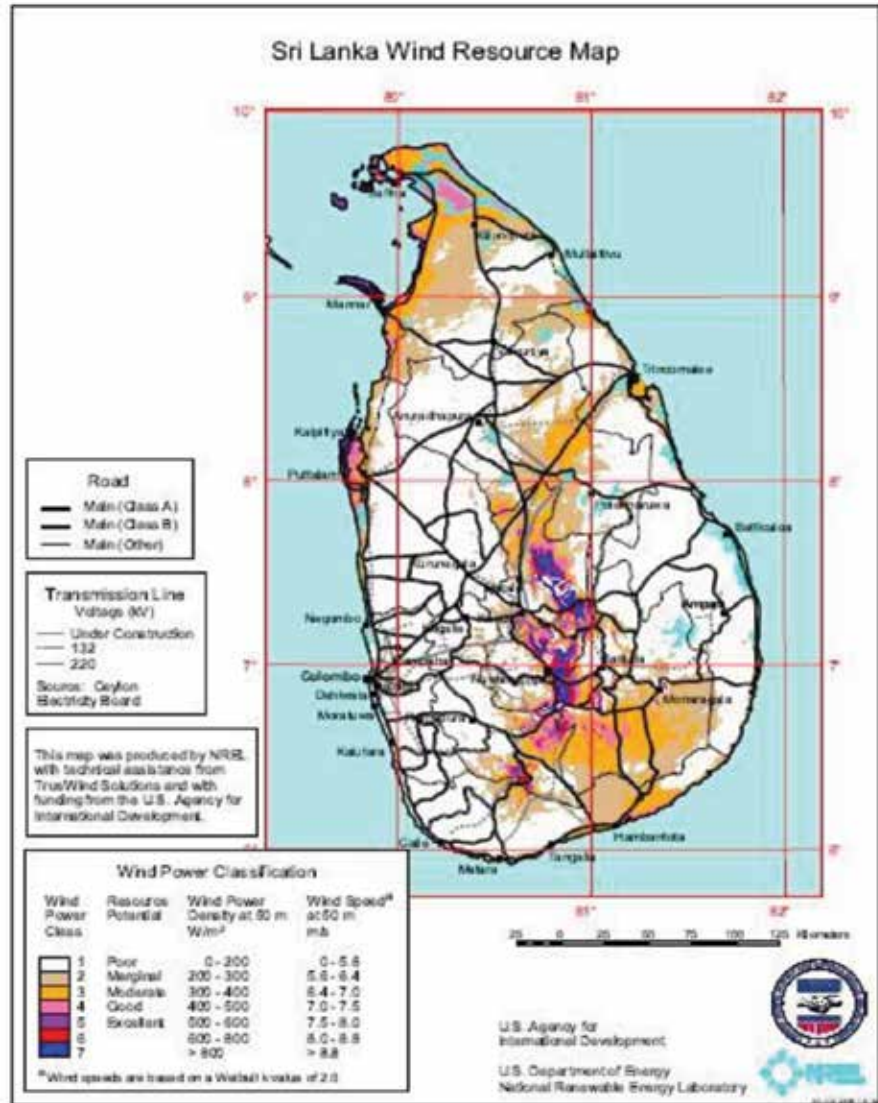 Sri Lanka Wind Resource Map
80°
81°
82°
10°
10°
Kilinochchi
Mullaitivu
9°
9°
Mannar
Vavuniya
Trincomalee
Anuradhapura
Kalpitiya
8°
8°
Puttalam
Polonnaruwa
Batticaloa
Kurunegala
Ampara
Negombo
7°
7°
Colombo
Badulla
Dehiwala
Monaragala
Moratuwa
Kalutara
Hambantota
Galle
6°
6°
Matara
Tangalla
81°
82°
Road
Main (Class A)
Main (Class B)
Main (Other)
Transmission Line
Voltage (kV)
Under Construction
132
220
Source: Ceylon
Electricity Board
This map was produced by NREL
with technical assistance from
TrueWind Solutions and with
funding from the U.S. Agency for
International Development.
Wind Power Classification
Wind Resource Wind Power Wind Speed
Power Potential Density at 50 m at 50 m
Class W/m² m/s
1 Poor 0 - 200 0 - 5.6
2 Marginal 200 - 300 5.6 - 6.4
3 Moderate 300 - 400 6.4 - 7.0
4 Good 400 - 500 7.0 - 7.5
5 Excellent 500 - 600 7.5 - 8.0
6 600 - 800 8.0 - 8.8
7 > 800 > 8.8
Wind speeds are based on a Weibull k value of 2.0
25 0 25 50 75 100 125 Kilometers
U.S. Agency for
International Development
U.S. Department of Energy
National Renewable Energy Laboratory
NREL